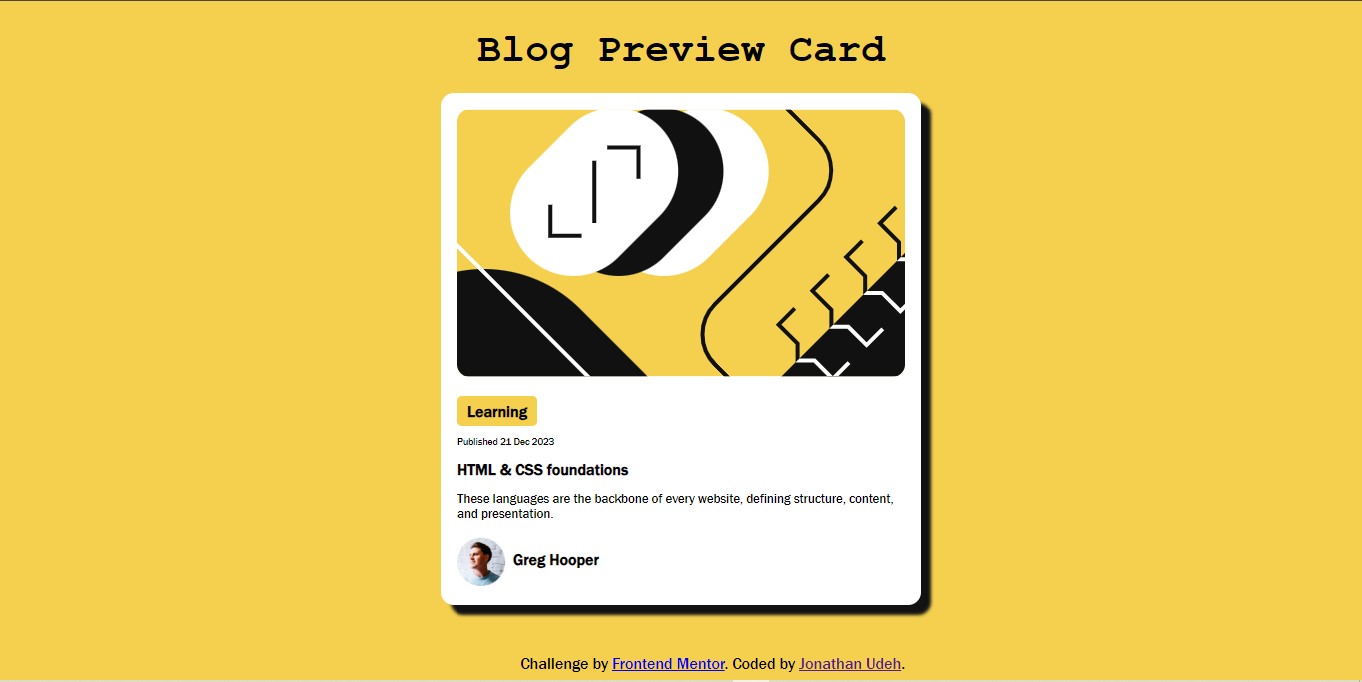 Blog Preview Card
Learning
Published 21 Dec 2023
HTML & CSS foundations
These languages are the backbone of every website, defining structure, content,
and presentation.
Greg Hooper
Challenge by Frontend Mentor. Coded by Jonathan Udeh.